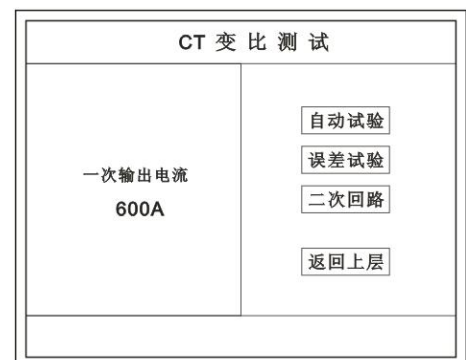 CT 变 比 测 试
一次输出电流
600A
自动试验
误差试验
二次回路
返回上层